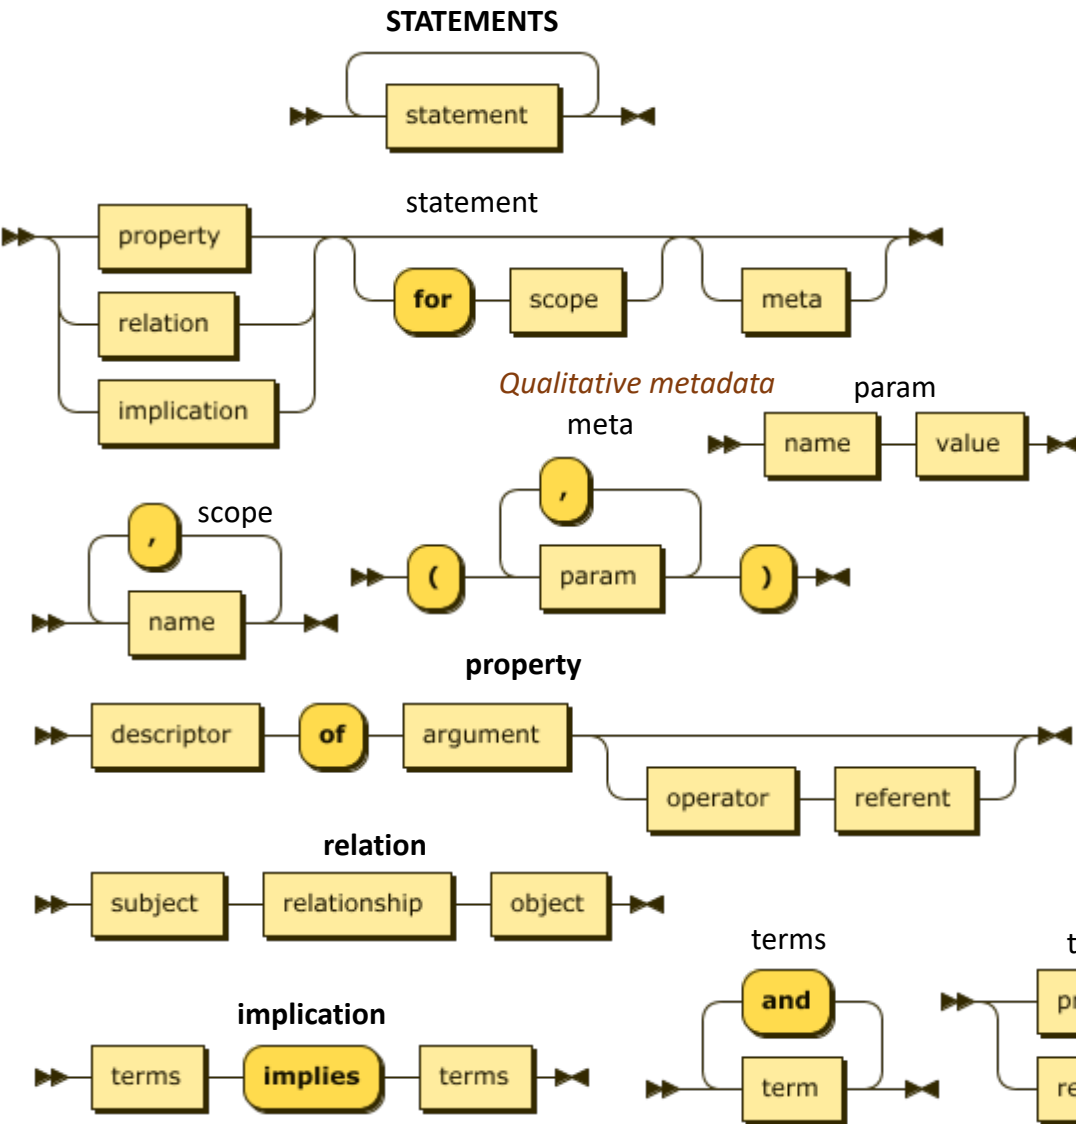 STATEMENTS
statement
statement
property
for scope
meta
relation
implication
Qualitative metadata
param
name value
meta
,
( param )
scope
,
name
property
descriptor of argument
operator referent
relation
subject relationship object
terms
and
term
implication
terms implies terms